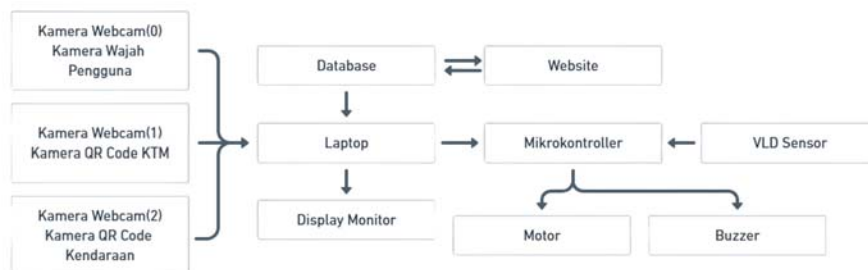 Kamera Webcam(0)
Kamera Wajah
Pengguna
Database
Website
Kamera Webcam(1)
Kamera QR Code KTM
Laptop
Mikrokontroller
VLD Sensor
Kamera Webcam(2)
Kamera QR Code
Kendaraan
Display Monitor
Motor
Buzzer